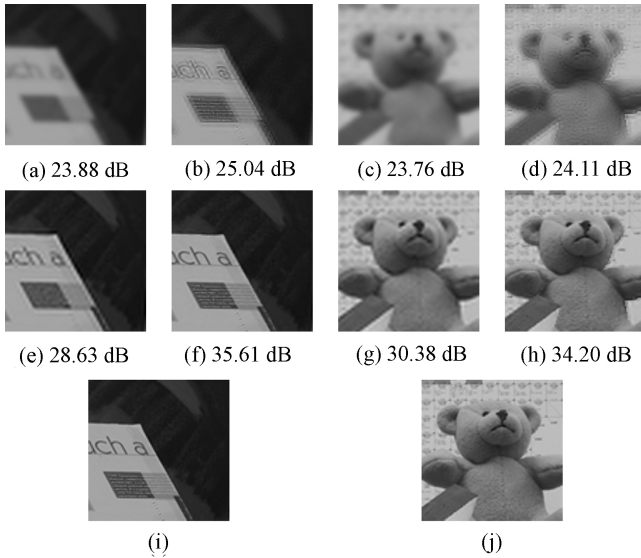 uch a
uch a
(a) 23.88 dB
(b) 25.04 dB
(c) 23.76 dB
(d) 24.11 dB
uch a
uch a
(e) 28.63 dB
(f) 35.61 dB
(g) 30.38 dB
(h) 34.20 dB
uch a
(i)
(j)